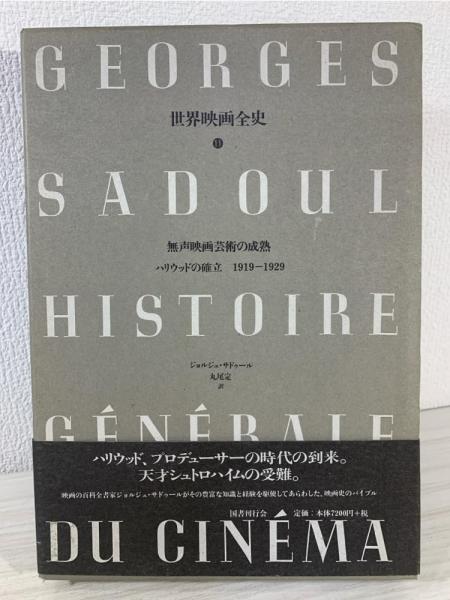 GEORGES
世界映画全史
11
SADOUL
無声映画芸術の成熟
ハリウッドの確立 1919−1929
HISTOIRE
ジョルジュ・サドゥール
丸尾定
訳
GÉNÉRALE
ハリウッド、プロデューサーの時代の到来。
天才シュトロハイムの受難。
映画の百科全書家ジョルジュ・サドゥールがその豊富な知識と経験を駆使してあらわした、映画史のバイブル
国書刊行会 定価:本体7200円+税
DU CINÉMA